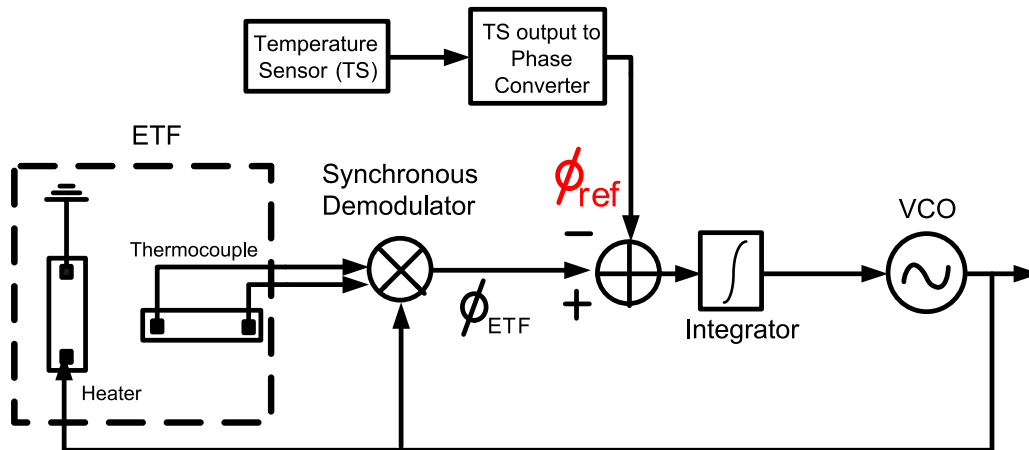 Temperature
Sensor (TS)
TS output to
Phase
Converter
ETF
Synchronous
Demodulator
ϕref
VCO
Thermocouple
−
+
ϕETF
Integrator
Heater